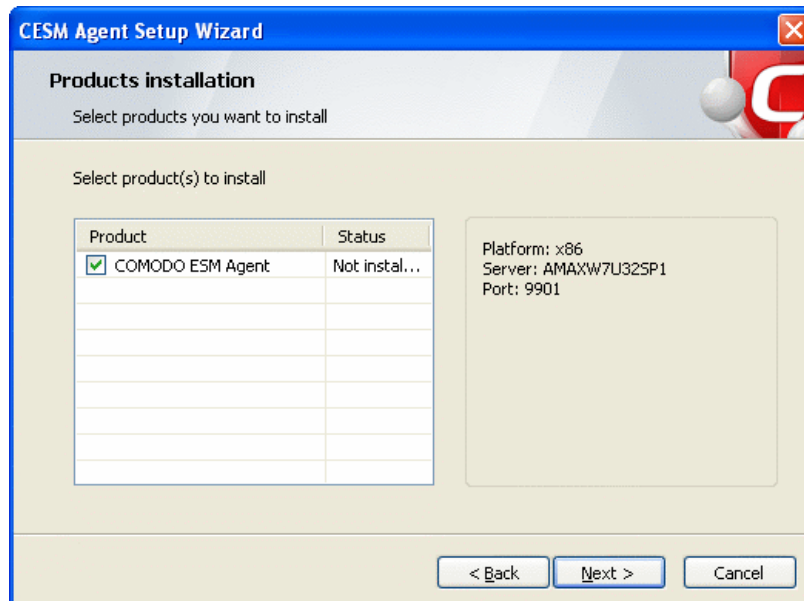 CESM Agent Setup Wizard
Products installation
Select products you want to install
Select product(s) to install
Product Status
COMODO ESM Agent Not instal...
Platform: x86
Server: AMAXW7U32SP1
Port: 9901
< Back Next > Cancel